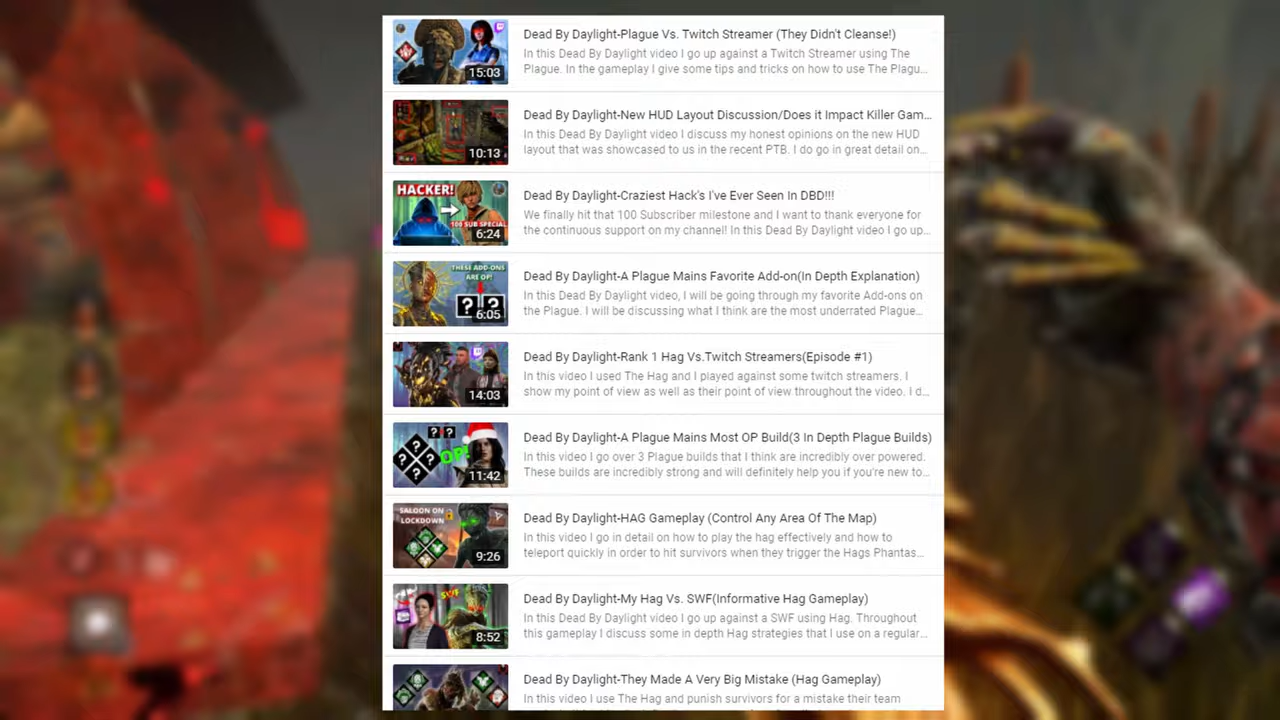 Dead By Daylight-Plague Vs. Twitch Streamer (They Didn't Cleanse!)
In this Dead By Daylight video I go up against a Twitch Streamer using The
Plague. In the gameplay I give some tips and tricks on how to use The Plagu...
15:03
Dead By Daylight-New HUD Layout Discussion/Does it Impact Killer Gam...
In this Dead By Daylight video I discuss my honest opinions on the new HUD
layout that was showcased to us in the recent PTB. I do go in great detail on...
10:13
HACKER!
100 SUB SPECIAL
6:24
Dead By Daylight-Craziest Hack's I've Ever Seen In DBD!!!
We finally hit that 100 Subscriber milestone and I want to thank everyone for
the continuous support on my channel! In this Dead By Daylight video I go up...
THESE ADD-ONS
ARE OP!
? ?
6:05
Dead By Daylight-A Plague Mains Favorite Add-on(In Depth Explanation)
In this Dead By Daylight video, I will be going through my favorite Add-ons on
the Plague. I will be discussing what I think are the most underrated Plague...
14:03
Dead By Daylight-Rank 1 Hag Vs.Twitch Streamers(Episode #1)
In this video I used The Hag and I played against some twitch streamers. I
show my point of view as well as their point of view throughout the video. I d...
? ?
?
? ?
?
OP!
11:42
Dead By Daylight-A Plague Mains Most OP Build(3 In Depth Plague Builds)
In this video I go over 3 Plague builds that I think are incredibly over powered.
These builds are incredibly strong and will definitely help you if you're new to...
SALOON ON
LOCKDOWN
9:26
Dead By Daylight-HAG Gameplay (Control Any Area Of The Map)
In this video I go in detail on how to play the hag effectively and how to
teleport quickly in order to hit survivors when they trigger the Hags Phantas...
SWF
8:52
Dead By Daylight-My Hag Vs. SWF(Informative Hag Gameplay)
In this Dead By Daylight video I go up against a SWF using Hag. Throughout
this gameplay I discuss some in depth Hag strategies that I use on a regular...
Dead By Daylight-They Made A Very Big Mistake (Hag Gameplay)
In this video I use The Hag and punish survivors for a mistake their team